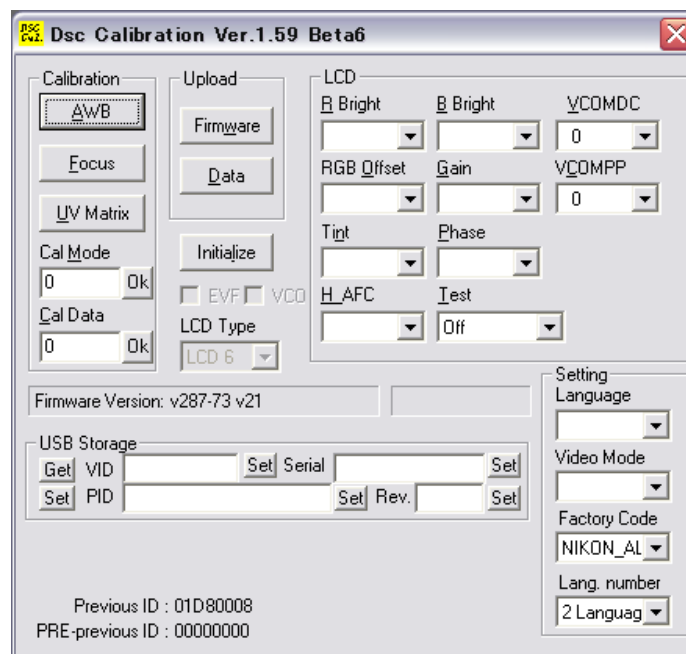 DSC CAL. Dsc Calibration Ver.1.59 Beta6
Calibration
AWB
Focus
UV Matrix
Cal Mode
0 Ok
Cal Data
0 Ok
Upload
Firmware
Data
Initialize
EVF VCO
LCD Type
LCD 6
LCD
R Bright B Bright VCOMDC
0
RGB Offset Gain VCOMPP
0
Tint Phase
H_AFC Test
Off
Firmware Version: v287-73 v21
USB Storage
Get VID Set Serial Set
Set PID Set Rev. Set
Setting
Language
Video Mode
Factory Code
NIKON_AL
Lang. number
2 Languag
Previous ID : 01D80008
PRE-previous ID : 00000000